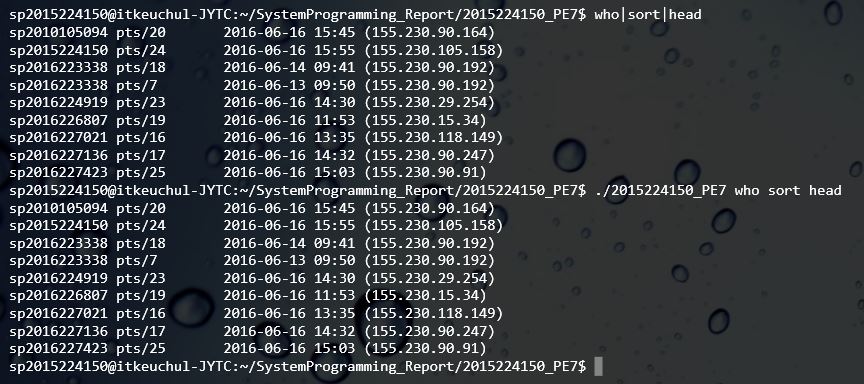 sp2015224150@itkeuchul-JYTC:~/SystemProgramming_Report/2015224150_PE7$ who|sort|head
sp2010105094 pts/20       2016-06-16 15:45 (155.230.90.164)
sp2015224150 pts/24       2016-06-16 15:55 (155.230.105.158)
sp2016223338 pts/18       2016-06-14 09:41 (155.230.90.192)
sp2016223338 pts/7        2016-06-13 09:50 (155.230.90.192)
sp2016224919 pts/23       2016-06-16 14:30 (155.230.29.254)
sp2016226807 pts/19       2016-06-16 11:53 (155.230.15.34)
sp2016227021 pts/16       2016-06-16 13:35 (155.230.118.149)
sp2016227136 pts/17       2016-06-16 14:32 (155.230.90.247)
sp2016227423 pts/25       2016-06-16 15:03 (155.230.90.91)
sp2015224150@itkeuchul-JYTC:~/SystemProgramming_Report/2015224150_PE7$ ./2015224150_PE7 who sort head
sp2010105094 pts/20       2016-06-16 15:45 (155.230.90.164)
sp2015224150 pts/24       2016-06-16 15:55 (155.230.105.158)
sp2016223338 pts/18       2016-06-14 09:41 (155.230.90.192)
sp2016223338 pts/7        2016-06-13 09:50 (155.230.90.192)
sp2016224919 pts/23       2016-06-16 14:30 (155.230.29.254)
sp2016226807 pts/19       2016-06-16 11:53 (155.230.15.34)
sp2016227021 pts/16       2016-06-16 13:35 (155.230.118.149)
sp2016227136 pts/17       2016-06-16 14:32 (155.230.90.247)
sp2016227423 pts/25       2016-06-16 15:03 (155.230.90.91)
sp2015224150@itkeuchul-JYTC:~/SystemProgramming_Report/2015224150_PE7$